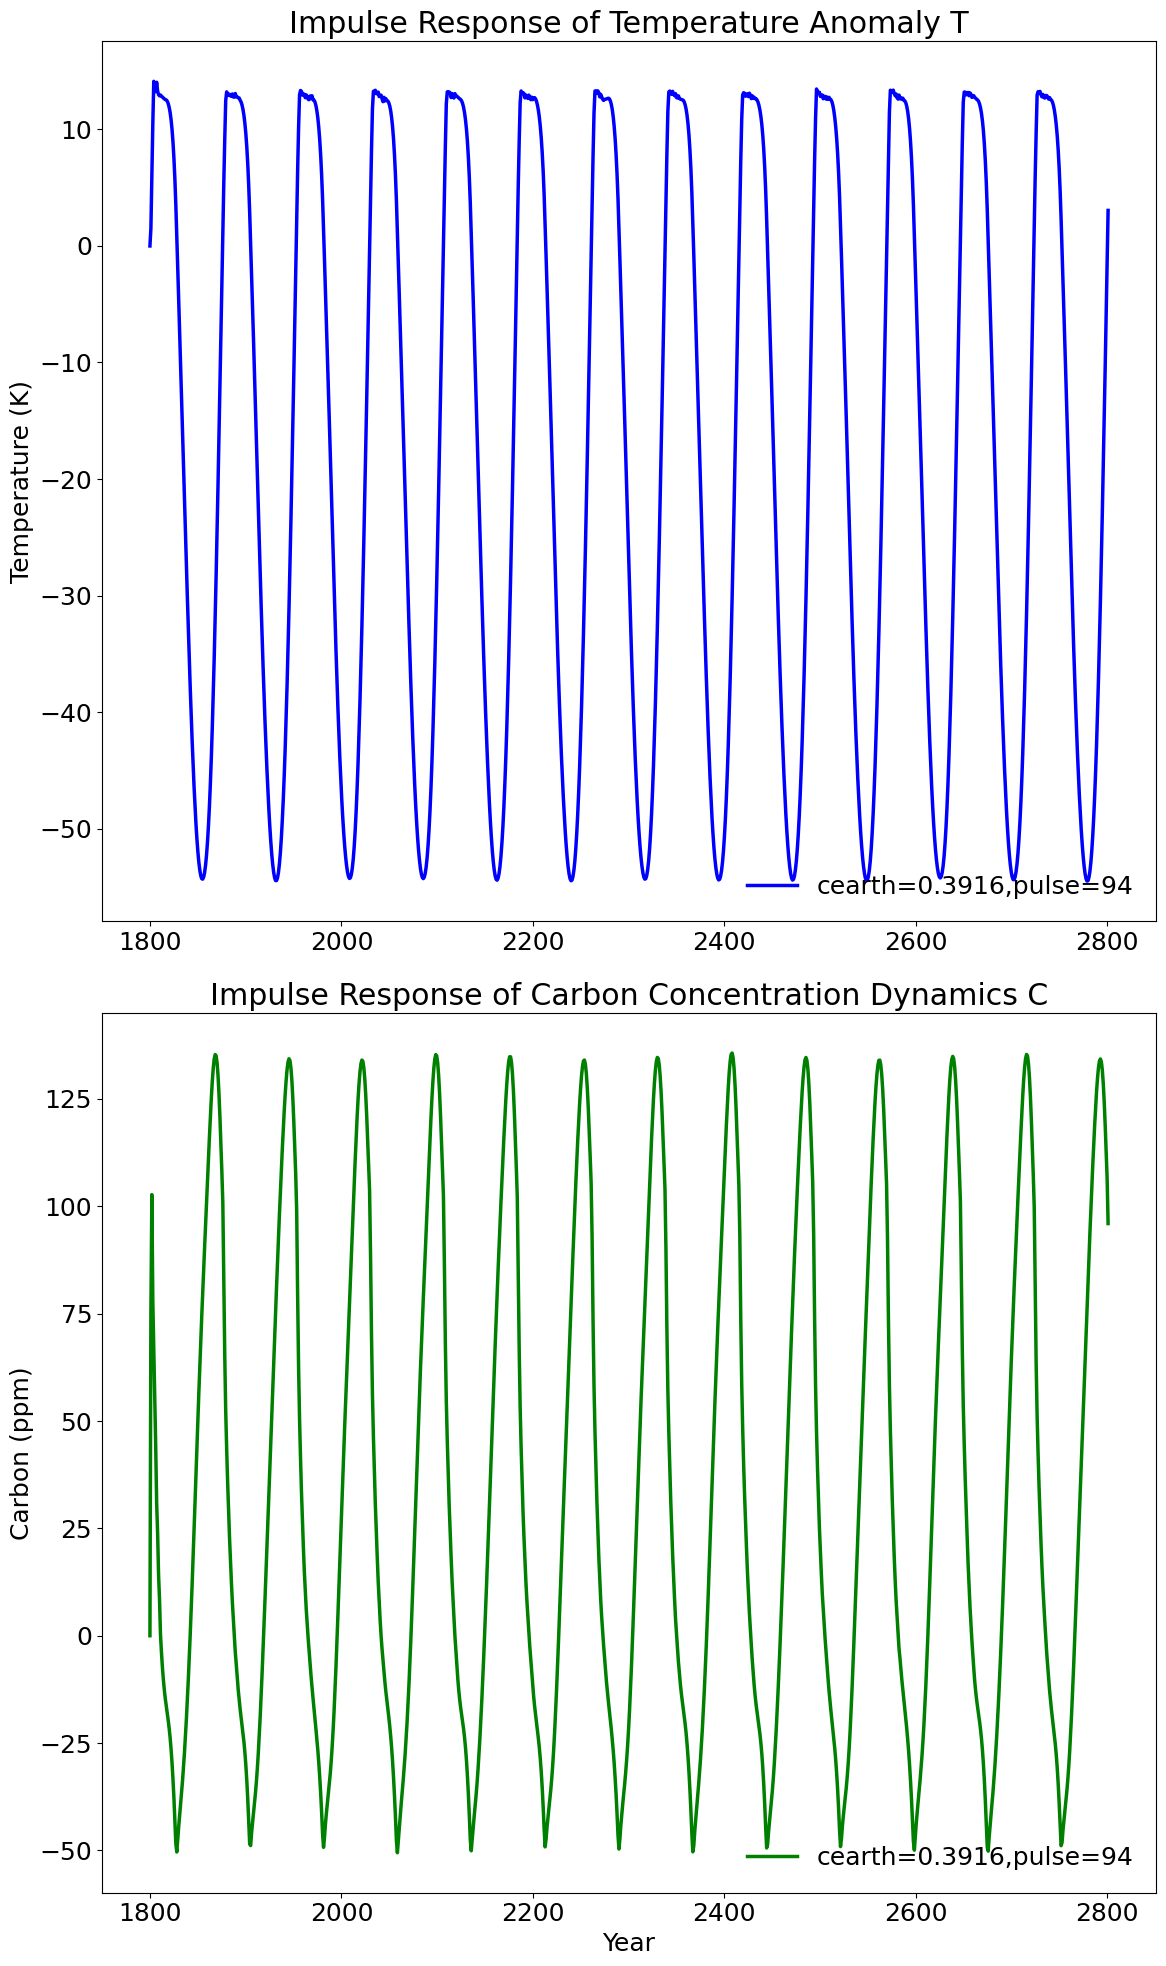 Impulse Response of Temperature Anomaly T
Temperature (K)
10
0
−10
−20
−30
−40
−50
cearth=0.3916,pulse=94
1800 2000 2200 2400 2600 2800
Impulse Response of Carbon Concentration Dynamics C
Carbon (ppm)
125
100
75
50
25
0
−25
−50
cearth=0.3916,pulse=94
1800 2000 2200 2400 2600 2800
Year